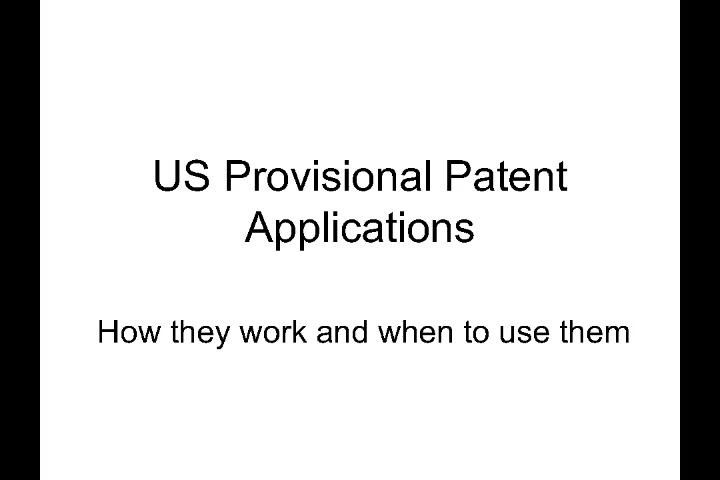 US Provisional Patent
Applications
How they work and when to use them